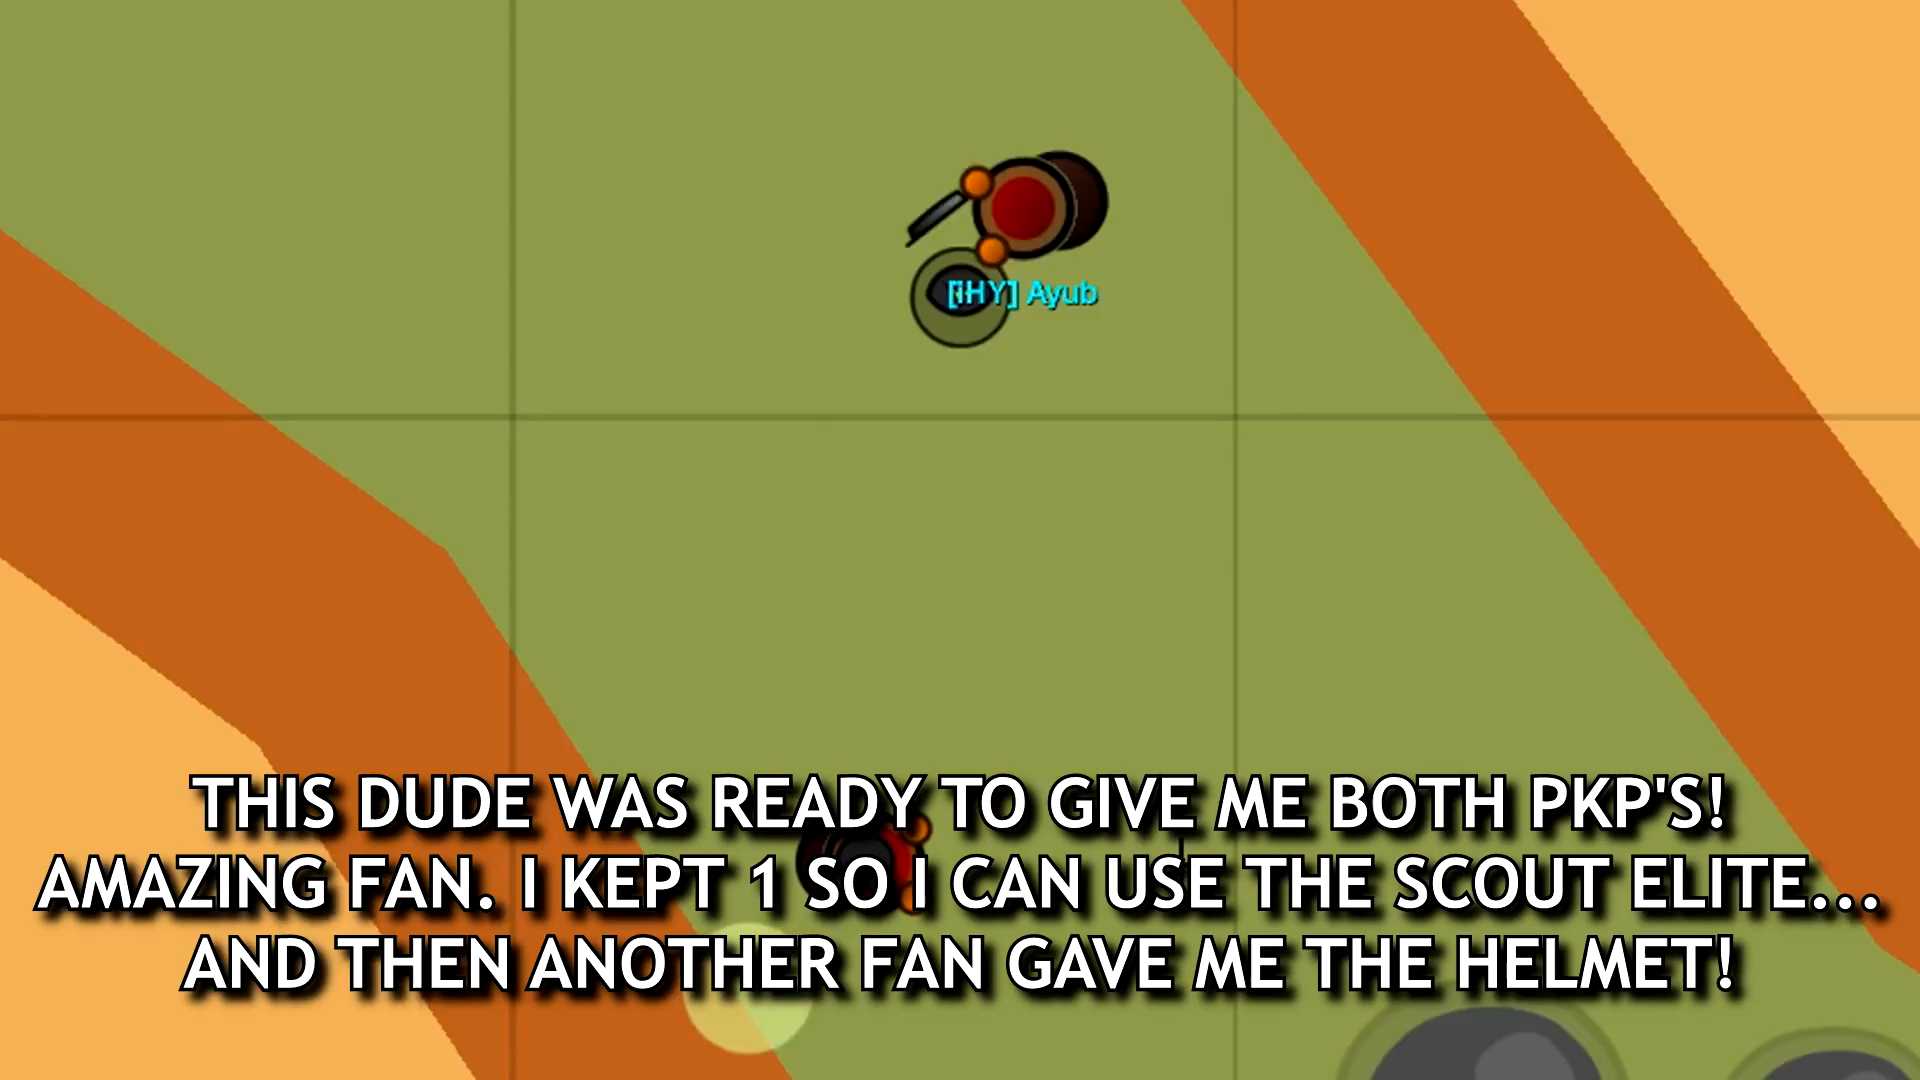 [IHY] Ayub
THIS DUDE WAS READY TO GIVE ME BOTH PKP'S!
AMAZING FAN. I KEPT 1 SO I CAN USE THE SCOUT ELITE...
AND THEN ANOTHER FAN GAVE ME THE HELMET!